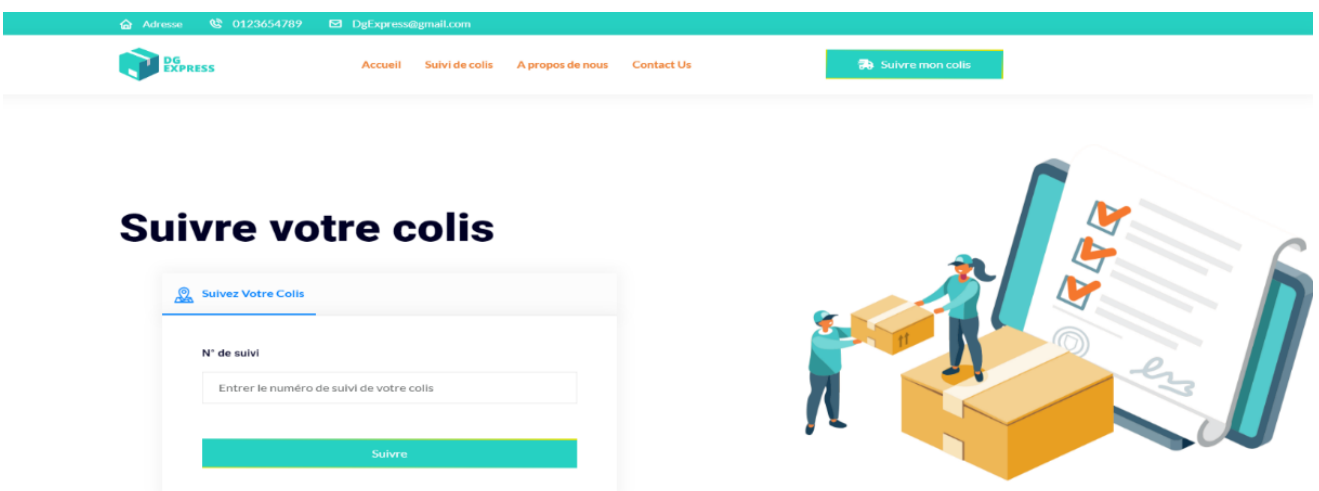 Adresse 0123654789 DgExpress@gmail.com
DG
EXPRESS
Accueil Suivi de colis A propos de nous Contact Us Suivre mon colis
Suivre votre colis
Suivez Votre Colis
N° de suivi
Entrer le numéro de suivi de votre colis
Suivre